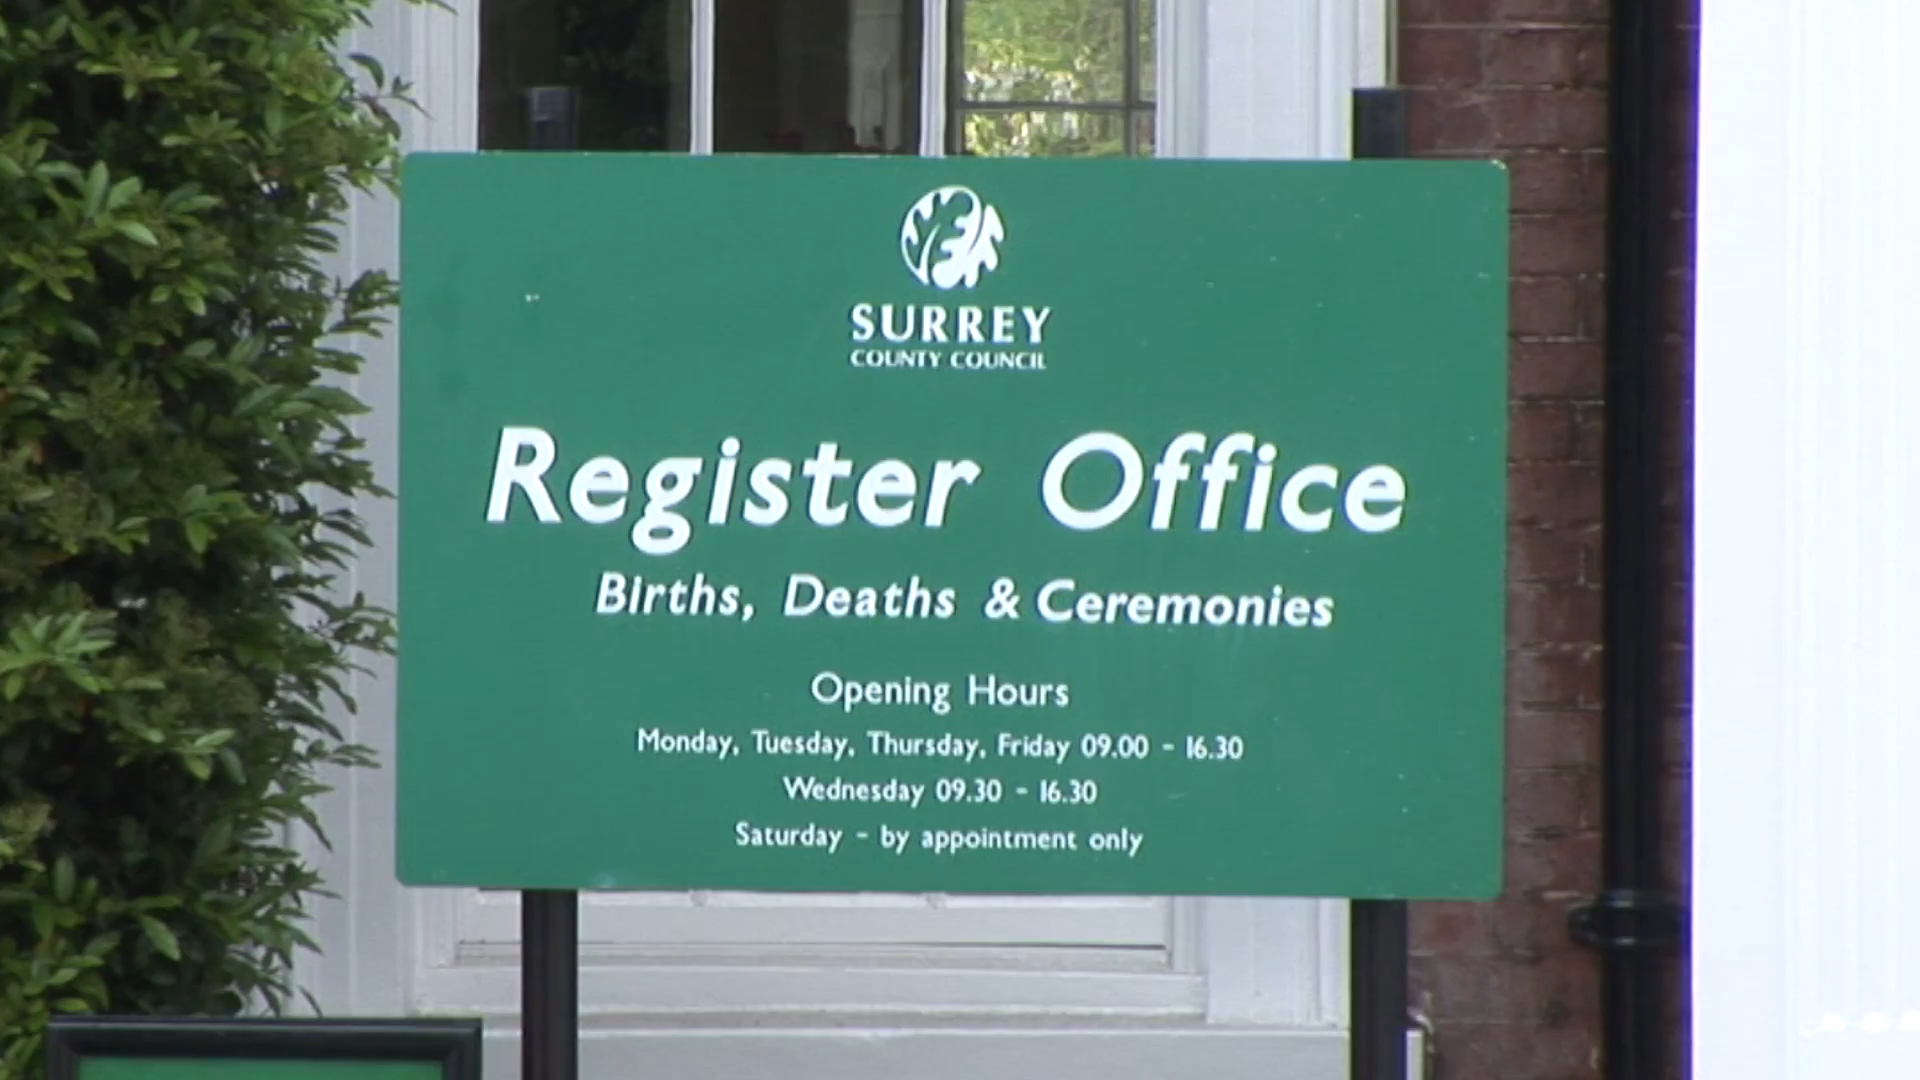 SURREY
COUNTY COUNCIL
Register Office
Births, Deaths & Ceremonies
Opening Hours
Monday, Tuesday, Thursday, Friday 09.00 - 16.30
Wednesday 09.30 - 16.30
Saturday - by appointment only